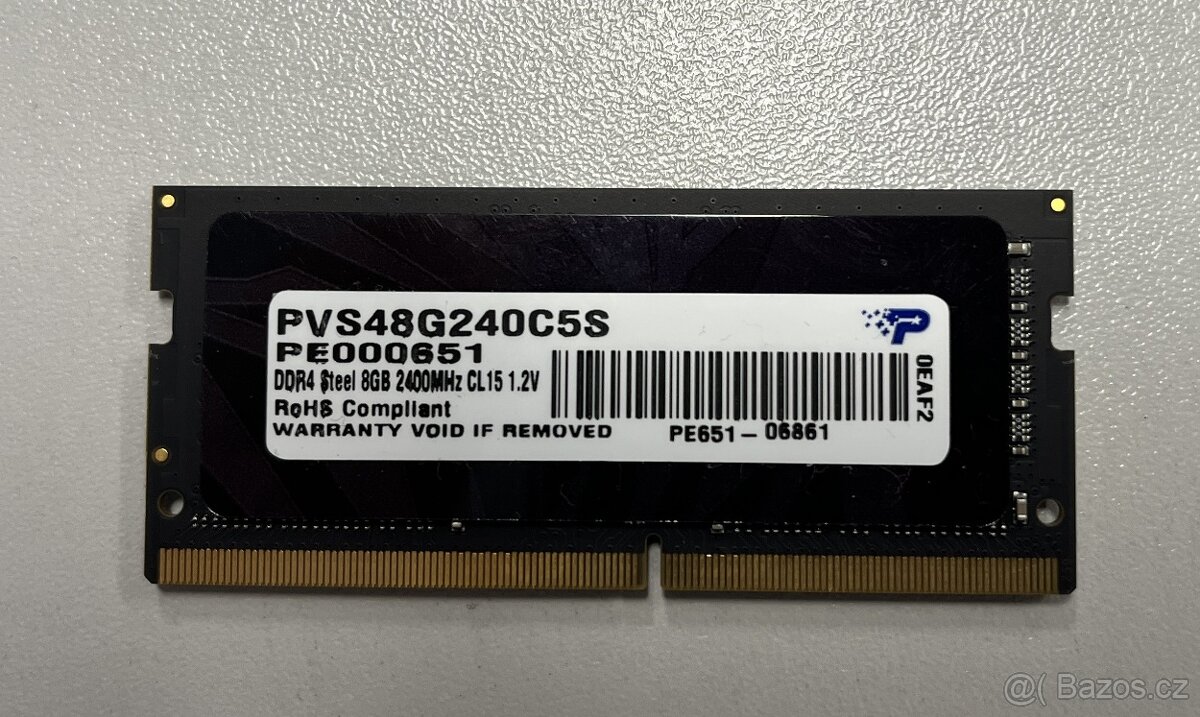 PVS48G240C5S
PE000651
DDR4 Steel 8GB 2400MHz CL15 1.2V
RoHS Compliant
WARRANTY VOID IF REMOVED
PE651- 06861
0EAF2
P
@( Bazos.cz